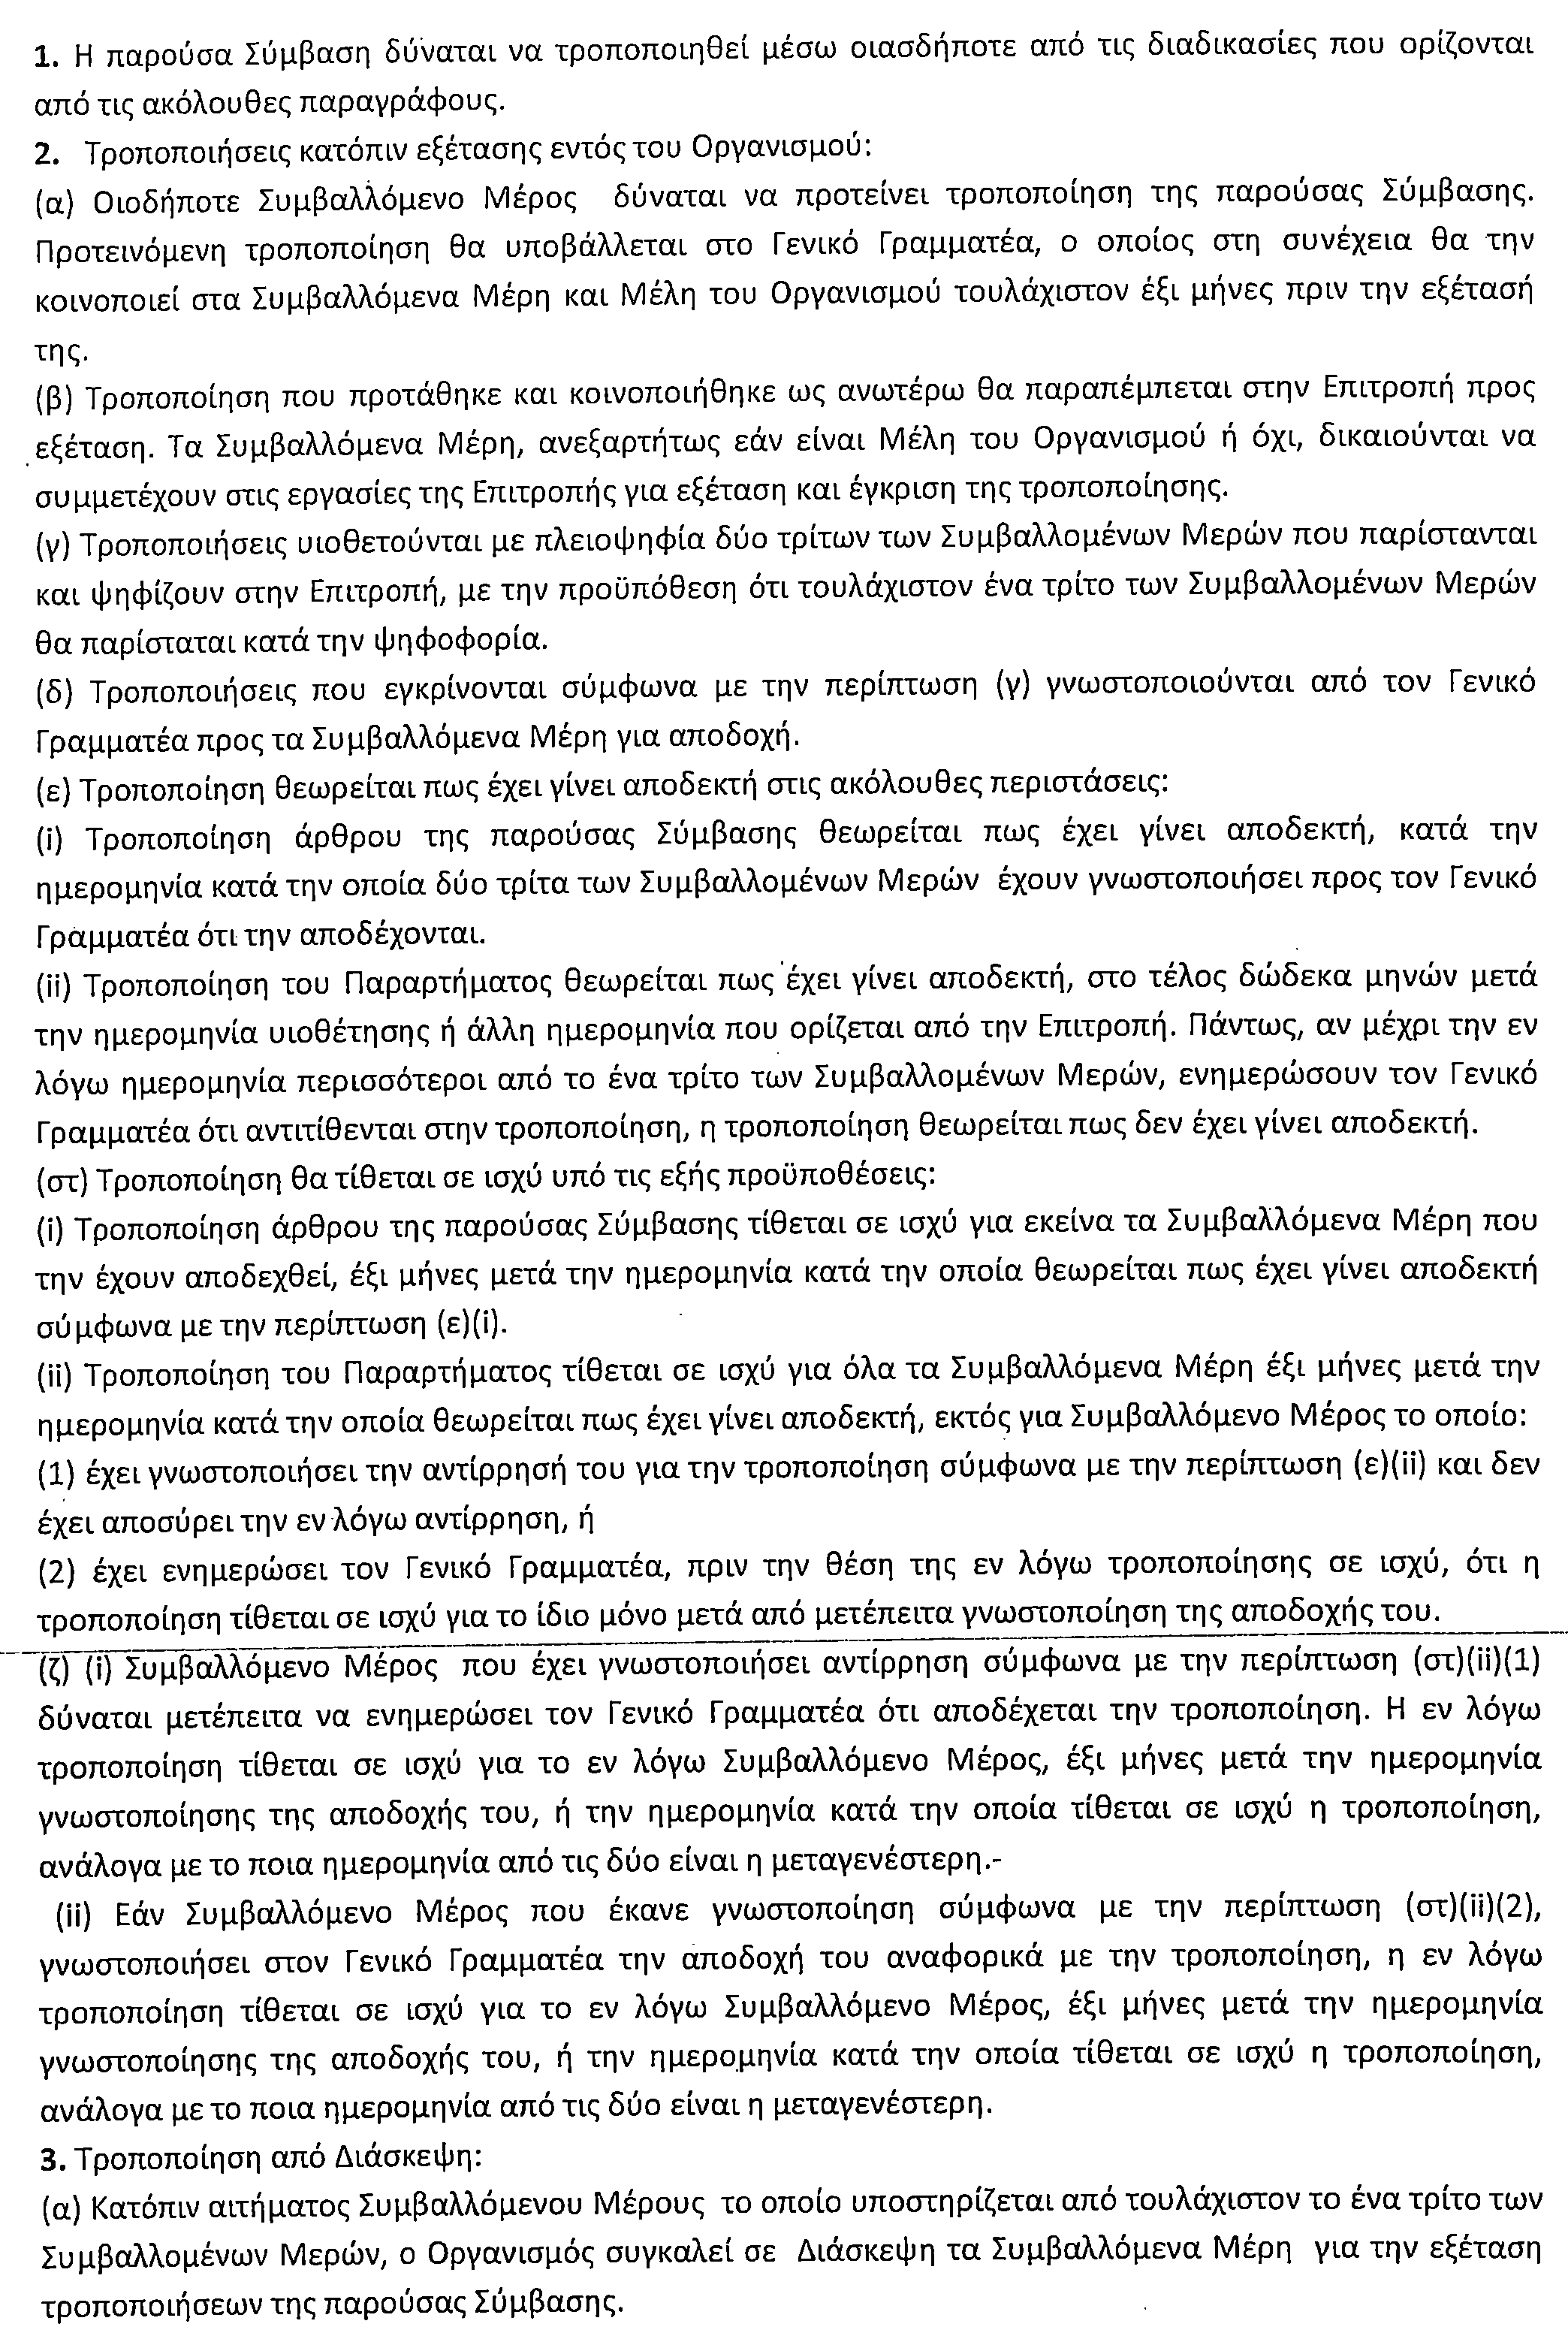 1. Η παρούσα Σύμβαση δύναται να τροποποιηθεί μέσω οιασδήποτε από τις διαδικασίες που ορίζονται
από τις ακόλουθες παραγράφους.
2. Τροποποιήσεις κατόπιν εξέτασης εντός του Οργανισμού:
(α) Οιοδήποτε Συμβαλλόμενο Μέρος δύναται να προτείνει τροποποίηση της παρούσας Σύμβασης.
Προτεινόμενη τροποποίηση θα υποβάλλεται στο Γενικό Γραμματέα, ο οποίος στη συνέχεια θα την
κοινοποιεί στα Συμβαλλόμενα Μέρη και Μέλη του Οργανισμού τουλάχιστον έξι μήνες πριν την εξέτασή
της.
(β) Τροποποίηση που προτάθηκε και κοινοποιήθηκε ως ανωτέρω θα παραπέμπεται στην Επιτροπή προς
εξέταση. Τα Συμβαλλόμενα Μέρη, ανεξαρτήτως εάν είναι Μέλη του Οργανισμού ή όχι, δικαιούνται να
συμμετέχουν στις εργασίες της Επιτροπής για εξέταση και έγκριση της τροποποίησης.
(γ) Τροποποιήσεις υιοθετούνται με πλειοψηφία δύο τρίτων των Συμβαλλομένων Μερών που παρίστανται
και ψηφίζουν στην Επιτροπή, με την προϋπόθεση ότι τουλάχιστον ένα τρίτο των Συμβαλλομένων Μερών
θα παρίσταται κατά την ψηφοφορία.
(δ) Τροποποιήσεις που εγκρίνονται σύμφωνα με την περίπτωση (γ) γνωστοποιούνται από τον Γενικό
Γραμματέα προς τα Συμβαλλόμενα Μέρη για αποδοχή.
(ε) Τροποποίηση θεωρείται πως έχει γίνει αποδεκτή στις ακόλουθες περιστάσεις:
(i) Τροποποίηση άρθρου της παρούσας Σύμβασης θεωρείται πως έχει γίνει αποδεκτή, κατά την
ημερομηνία κατά την οποία δύο τρίτα των Συμβαλλομένων Μερών έχουν γνωστοποιήσει προς τον Γενικό
Γραμματέα ότι την αποδέχονται.
(ii) Τροποποίηση του Παραρτήματος θεωρείται πως έχει γίνει αποδεκτή, στο τέλος δώδεκα μηνών μετά
την ημερομηνία υιοθέτησης ή άλλη ημερομηνία που ορίζεται από την Επιτροπή. Πάντως, αν μέχρι την εν
λόγω ημερομηνία περισσότεροι από το ένα τρίτο των Συμβαλλομένων Μερών, ενημερώσουν τον Γενικό
Γραμματέα ότι αντιτίθενται στην τροποποίηση, η τροποποίηση θεωρείται πως δεν έχει γίνει αποδεκτή.
(στ) Τροποποίηση θα τίθεται σε ισχύ υπό τις εξής προϋποθέσεις:
(i) Τροποποίηση άρθρου της παρούσας Σύμβασης τίθεται σε ισχύ για εκείνα τα Συμβαλλόμενα Μέρη που
την έχουν αποδεχθεί, έξι μήνες μετά την ημερομηνία κατά την οποία θεωρείται πως έχει γίνει αποδεκτή
σύμφωνα με την περίπτωση (ε)(i).
(ii) Τροποποίηση του Παραρτήματος τίθεται σε ισχύ για όλα τα Συμβαλλόμενα Μέρη έξι μήνες μετά την
ημερομηνία κατά την οποία θεωρείται πως έχει γίνει αποδεκτή, εκτός για Συμβαλλόμενο Μέρος το οποίο:
(1) έχει γνωστοποιήσει την αντίρρησή του για την τροποποίηση σύμφωνα με την περίπτωση (ε)(ii) και δεν
έχει αποσύρει την εν λόγω αντίρρηση, ή
(2) έχει ενημερώσει τον Γενικό Γραμματέα, πριν την θέση της εν λόγω τροποποίησης σε ισχύ, ότι η
τροποποίηση τίθεται σε ισχύ για το ίδιο μόνο μετά από μετέπειτα γνωστοποίηση της αποδοχής του.
(ζ) (i) Συμβαλλόμενο Μέρος που έχει γνωστοποιήσει αντίρρηση σύμφωνα με την περίπτωση (στ)(ii)(1)
δύναται μετέπειτα να ενημερώσει τον Γενικό Γραμματέα ότι αποδέχεται την τροποποίηση. Η εν λόγω
τροποποίηση τίθεται σε ισχύ για το εν λόγω Συμβαλλόμενο Μέρος, έξι μήνες μετά την ημερομηνία
γνωστοποίησης της αποδοχής του, ή την ημερομηνία κατά την οποία τίθεται σε ισχύ η τροποποίηση,
ανάλογα με το ποια ημερομηνία από τις δύο είναι η μεταγενέστερη.-
(ii) Εάν Συμβαλλόμενο Μέρος που έκανε γνωστοποίηση σύμφωνα με την περίπτωση (στ)(ii)(2),
γνωστοποιήσει στον Γενικό Γραμματέα την αποδοχή του αναφορικά με την τροποποίηση, η εν λόγω
τροποποίηση τίθεται σε ισχύ για το εν λόγω Συμβαλλόμενο Μέρος, έξι μήνες μετά την ημερομηνία
γνωστοποίησης της αποδοχής του, ή την ημερομηνία κατά την οποία τίθεται σε ισχύ η τροποποίηση,
ανάλογα με το ποια ημερομηνία από τις δύο είναι η μεταγενέστερη.
3. Τροποποίηση από Διάσκεψη:
(α) Κατόπιν αιτήματος Συμβαλλόμενου Μέρους το οποίο υποστηρίζεται από τουλάχιστον το ένα τρίτο των
Συμβαλλομένων Μερών, ο Οργανισμός συγκαλεί σε Διάσκεψη τα Συμβαλλόμενα Μέρη για την εξέταση
τροποποιήσεων της παρούσας Σύμβασης.